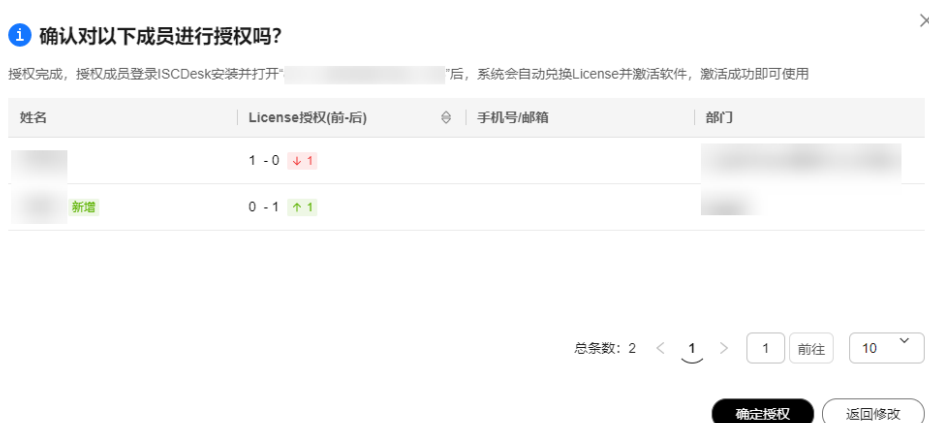 确认对以下成员进行授权吗?
授权完成，授权成员登录ISCDesk安装并打开“ ”后，系统会自动兑换License并激活软件，激活成功即可使用
姓名 License授权(前-后) 手机号/邮箱 部门
1 - 0 ↓ 1
新增 0 - 1 ↑ 1
总条数：2 < 1 > 1 前往 10
确定授权 返回修改